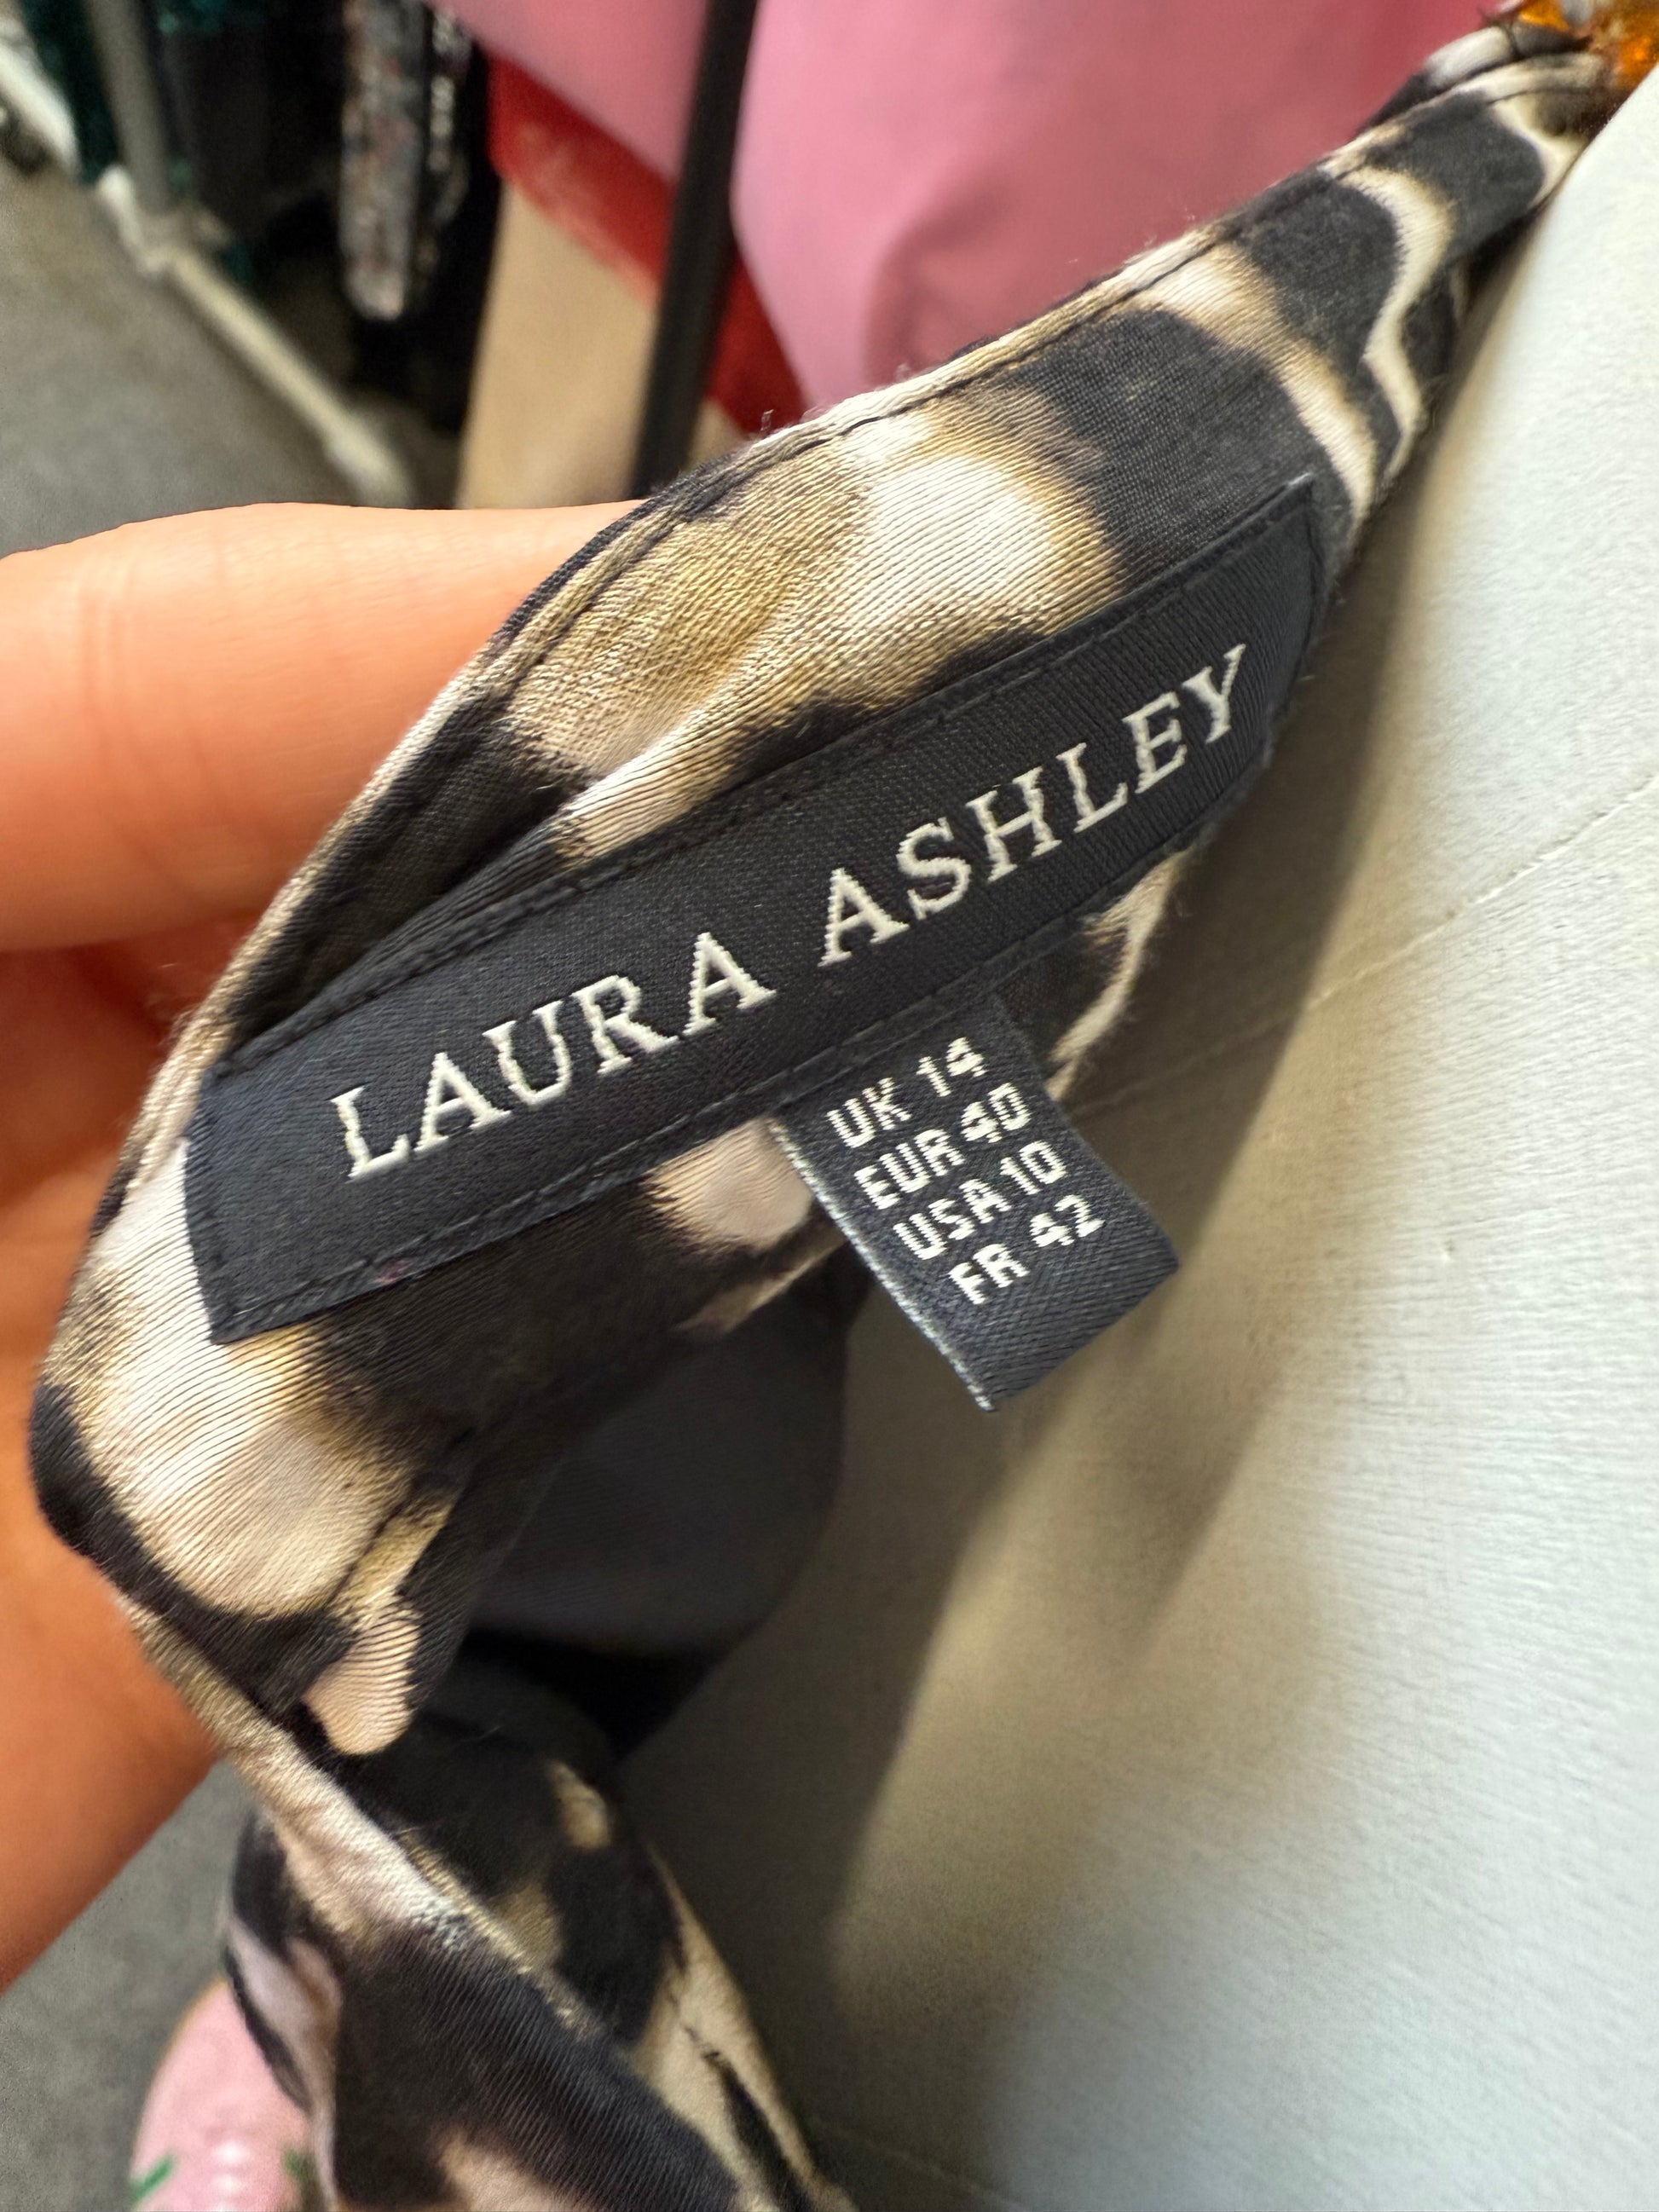 LAURA ASHLEY
UK 14
EUR 40
USA 10
FR 42